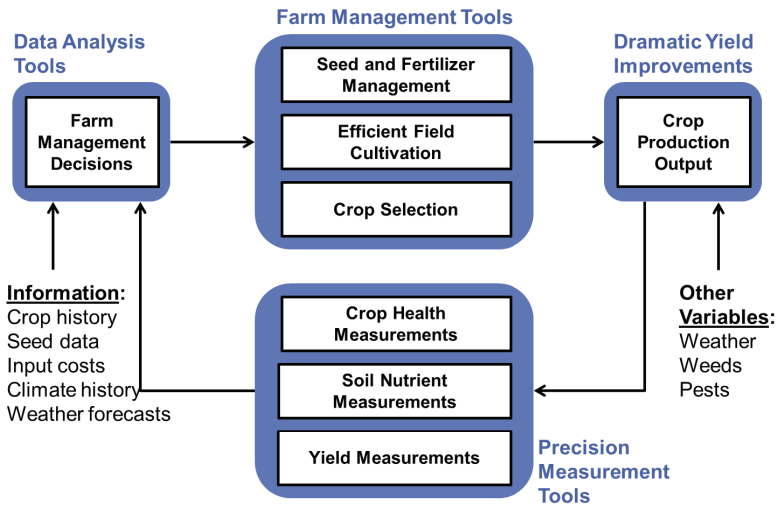 Farm Management Tools
Data Analysis
Tools
Dramatic Yield
Improvements
Farm
Management
Decisions
Seed and Fertilizer
Management
Efficient Field
Cultivation
Crop Selection
Crop
Production
Output
Information:
Crop history
Seed data
Input costs
Climate history
Weather forecasts
Crop Health
Measurements
Soil Nutrient
Measurements
Yield Measurements
Other
Variables:
Weather
Weeds
Pests
Precision
Measurement
Tools